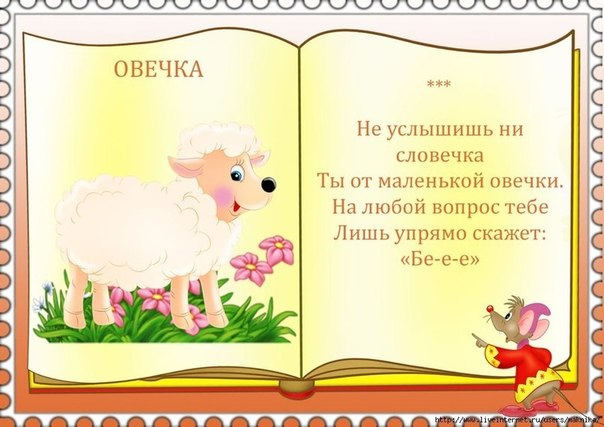 ОВЕЧКА
***
Не услышишь ни
словечка
Ты от маленькой овечки.
На любой вопрос тебе
Лишь упрямо скажет:
«Бе-е-е»
http://www.liveinternet.ru/users/maknika/